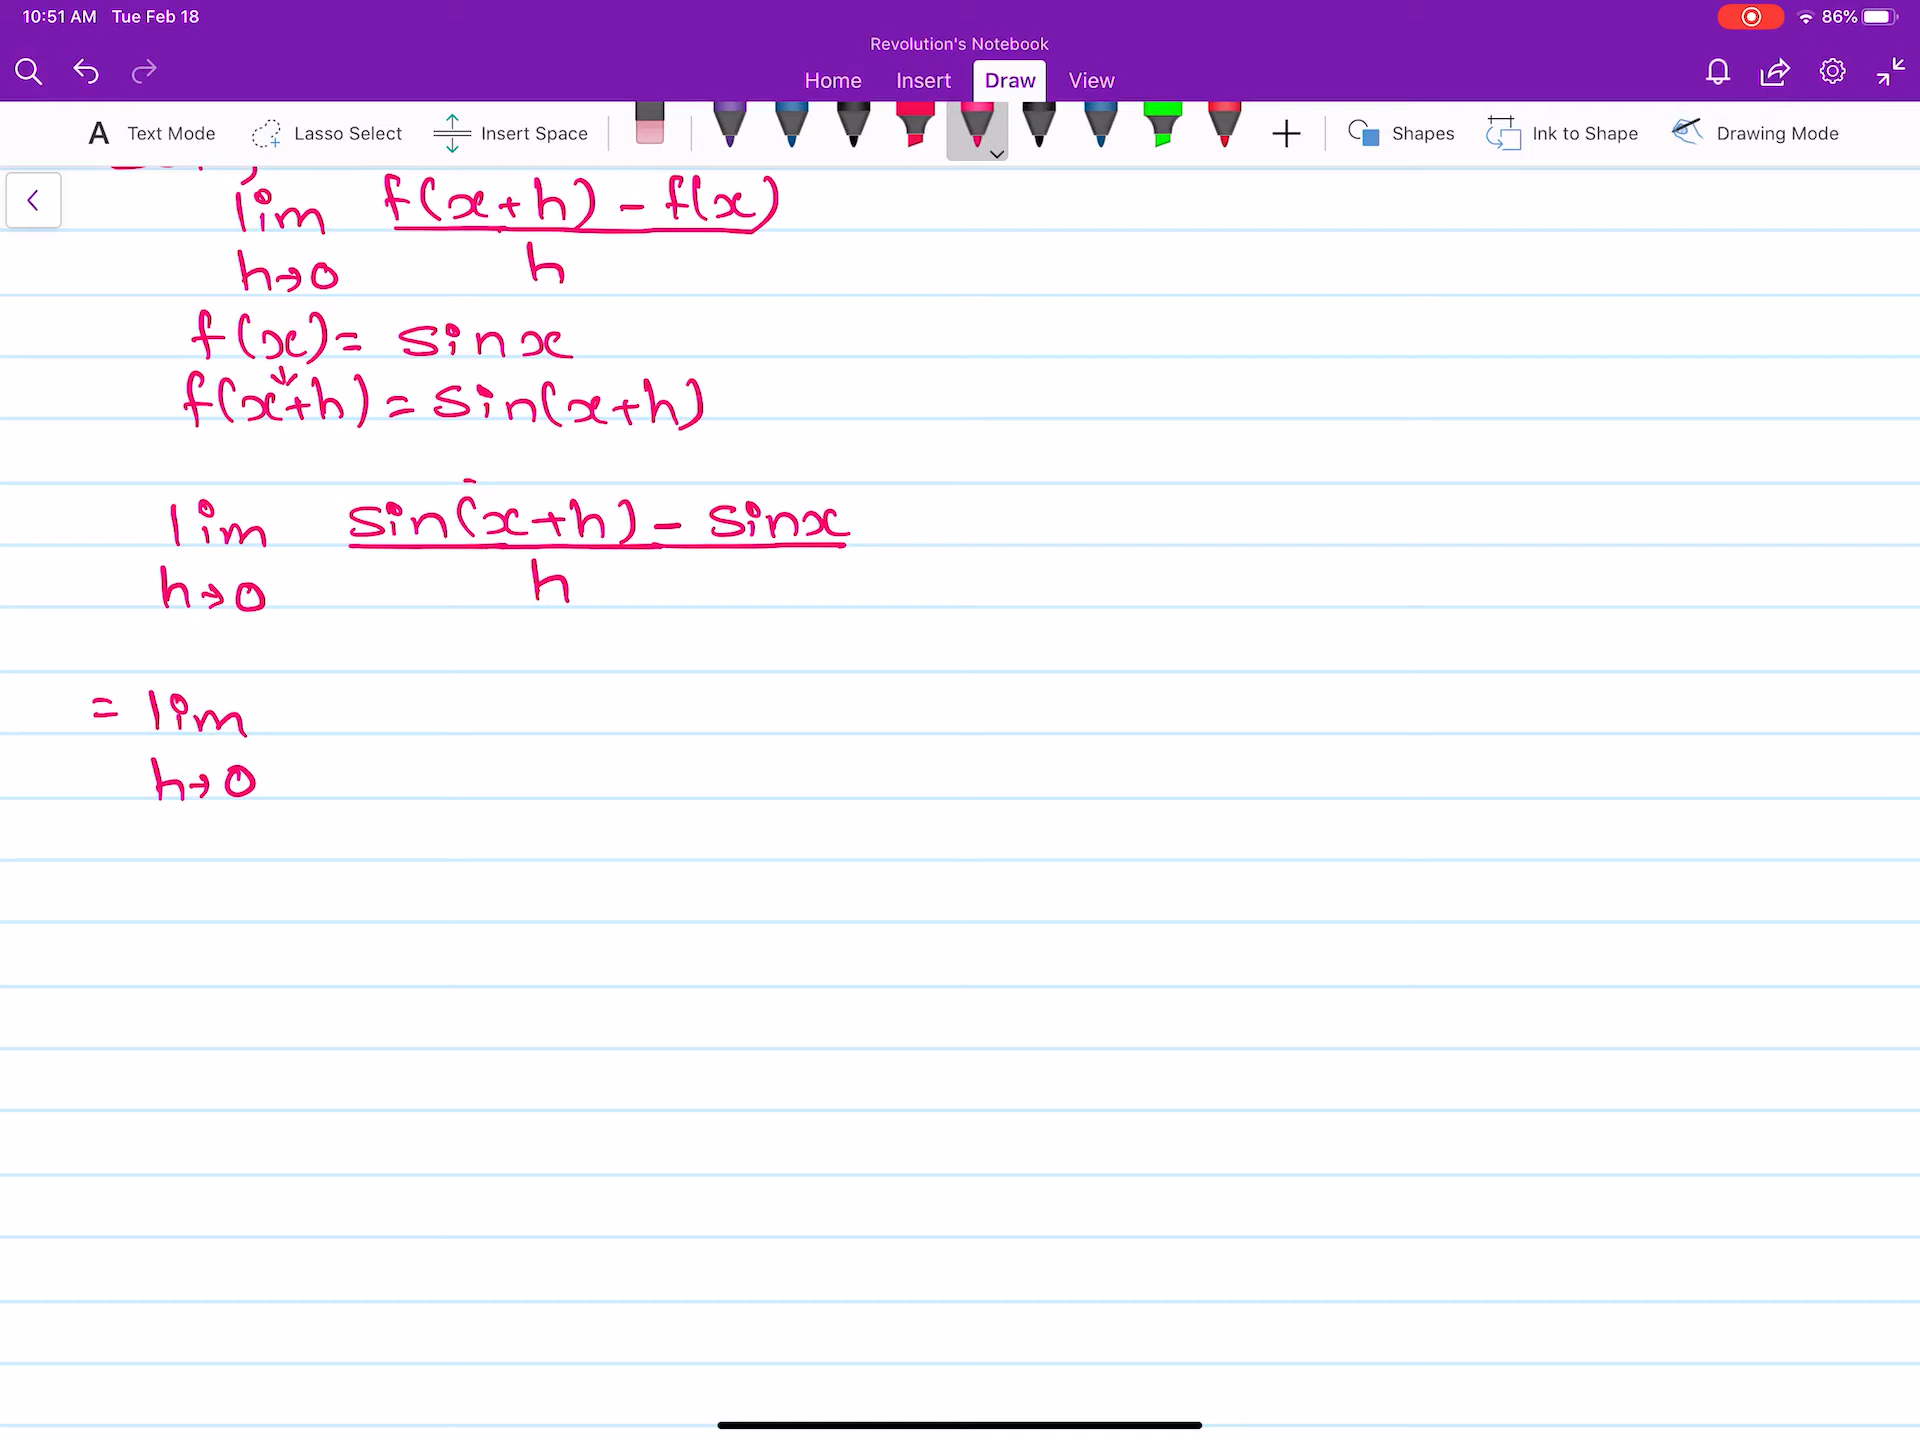 10:51 AM Tue Feb 18 86%
Revolution's Notebook
Home Insert Draw View
A Text Mode Lasso Select Insert Space Shapes Ink to Shape Drawing Mode
lim f(x+h) - f(x)
h→0 h
f(x) = sin x
f(x+h) = sin(x+h)
lim sin(x+h) - sinx
h→0 h
= lim
h→0